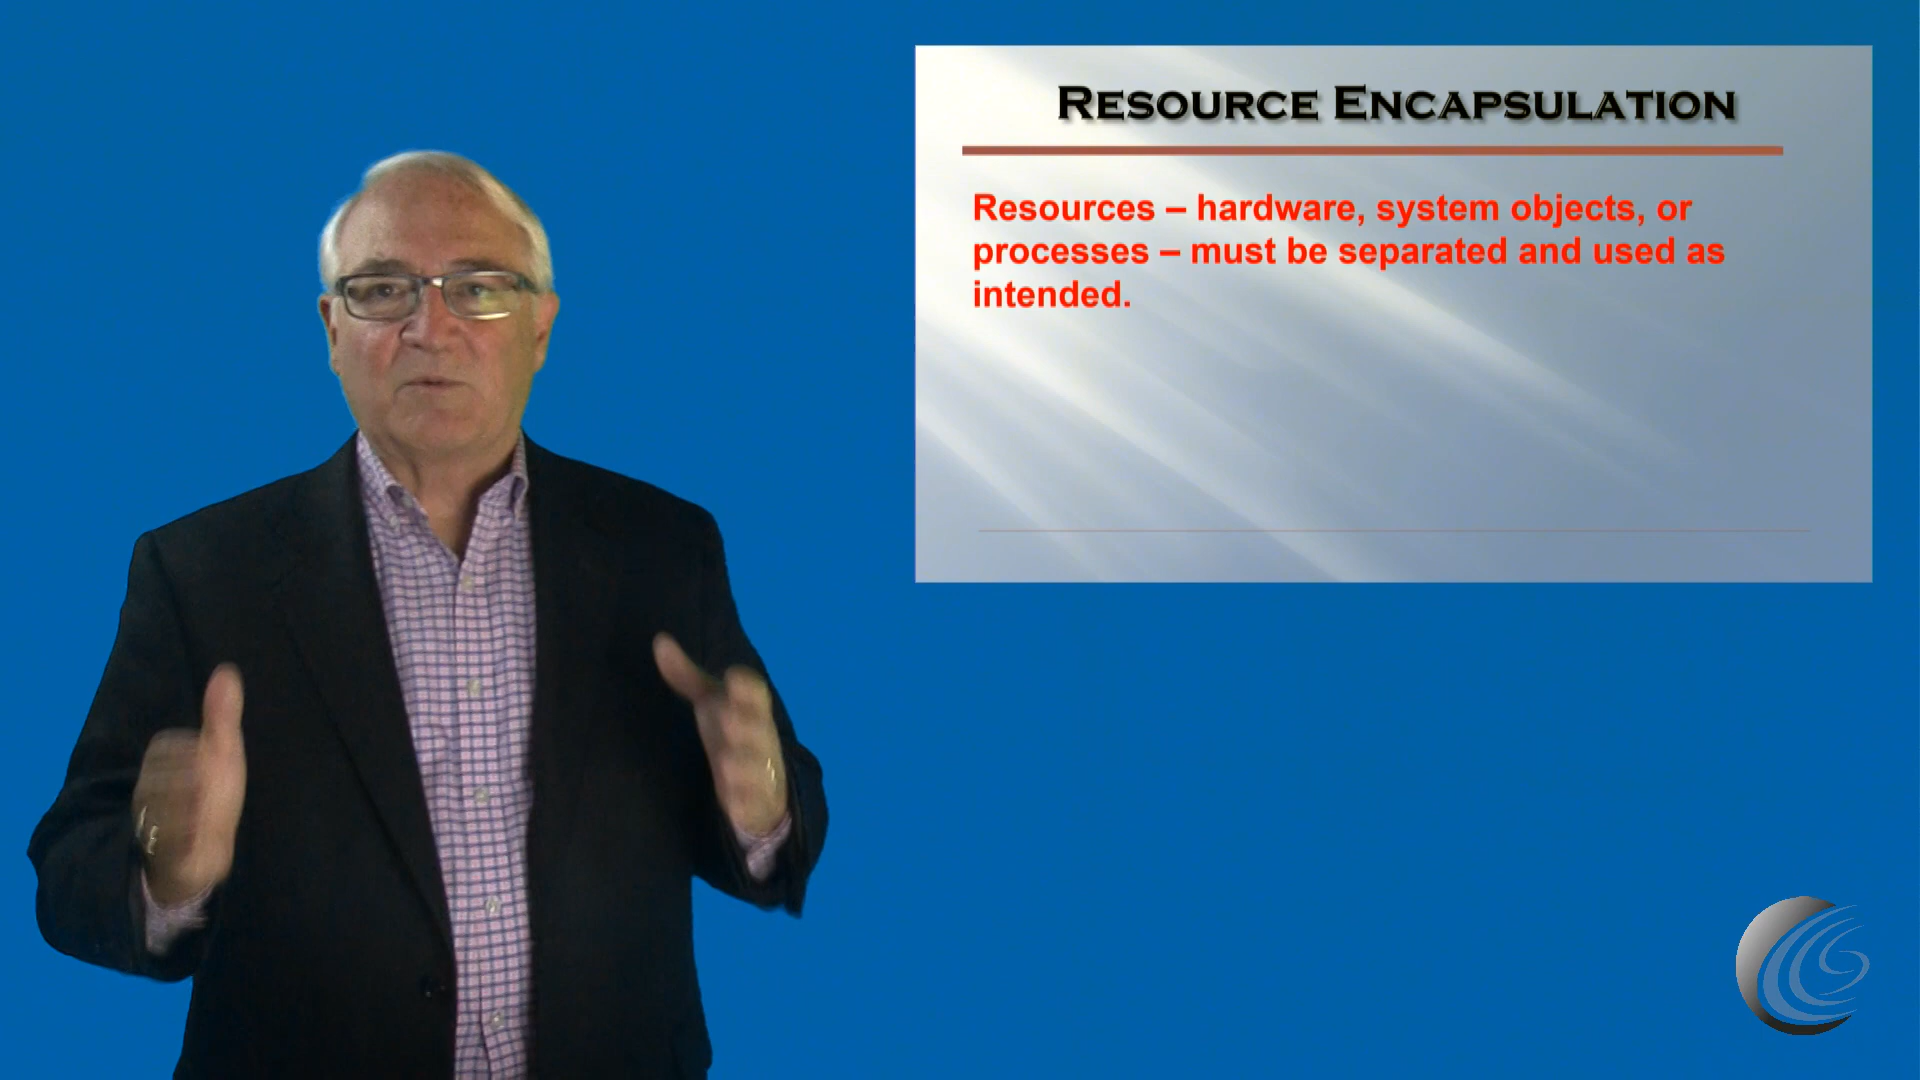 Resource Encapsulation
Resources – hardware, system objects, or
processes – must be separated and used as
intended.